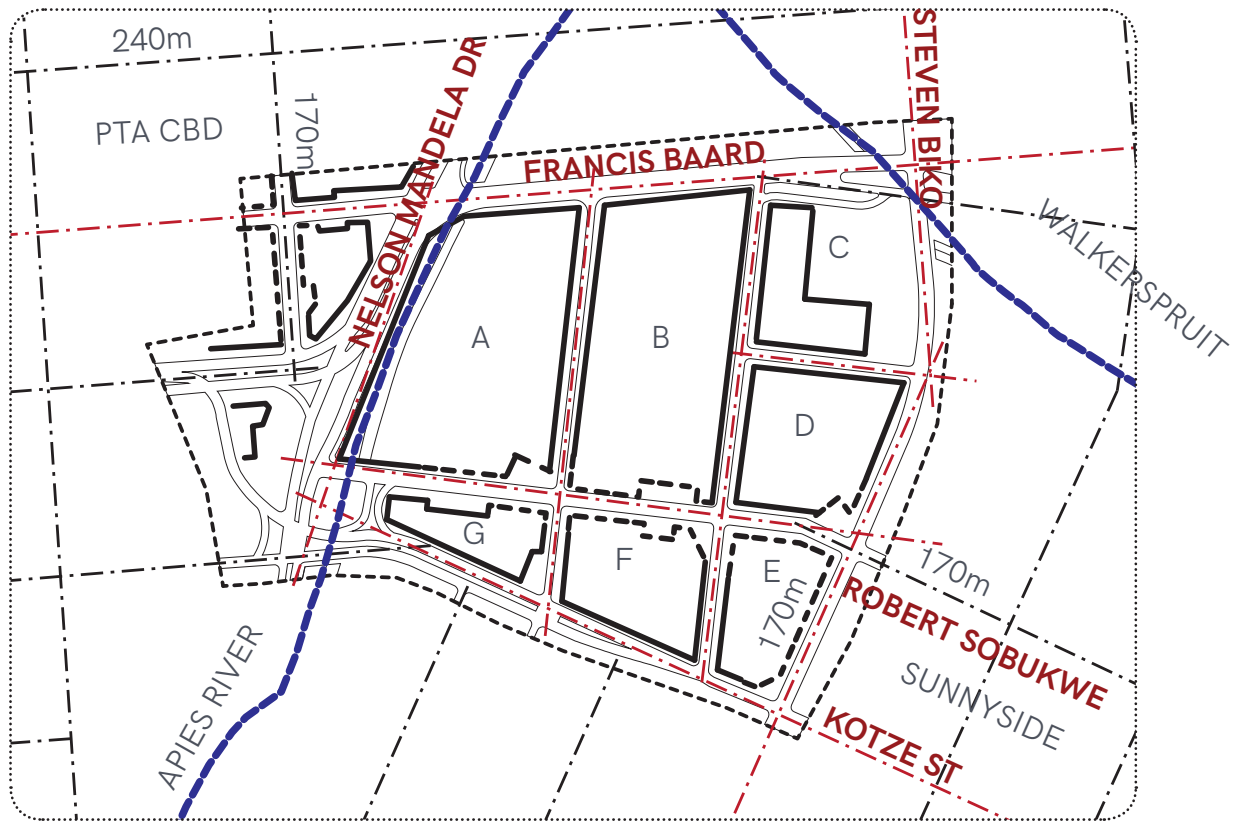 240m
PTA CBD
170m
NELSON MANDELA DR
FRANCIS BAARD
STEVEN BIKO
WALKERSPRUIT
A
B
C
D
G
F
E
170m
170m
ROBERT SOBUKWE
SUNNYSIDE
KOTZE ST
APIES RIVER